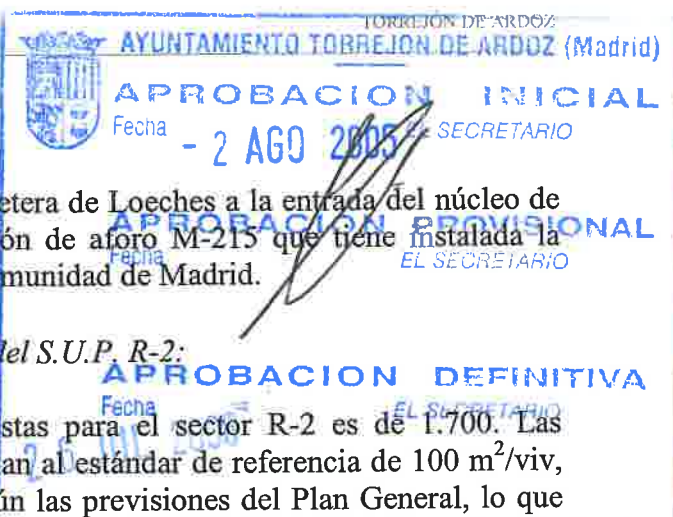 TORREJÓN DE ARDOZ
AYUNTAMIENTO TORREJON DE ARDOZ (Madrid)
APROBACION INICIAL
Fecha - 2 AGO 2005 EL SECRETARIO
etera de Loeches a la entrada del núcleo de
APROBACION PROVISIONAL
ón de aforo M-215 que tiene instalada la
Fecha EL SECRETARIO
munidad de Madrid.
del S.U.P. R-2:
APROBACION DEFINITIVA
Fecha EL SECRETARIO
stas para el sector R-2 es de 1.700. Las
an al estándar de referencia de 100 m²/viv,
ún las previsiones del Plan General, lo que